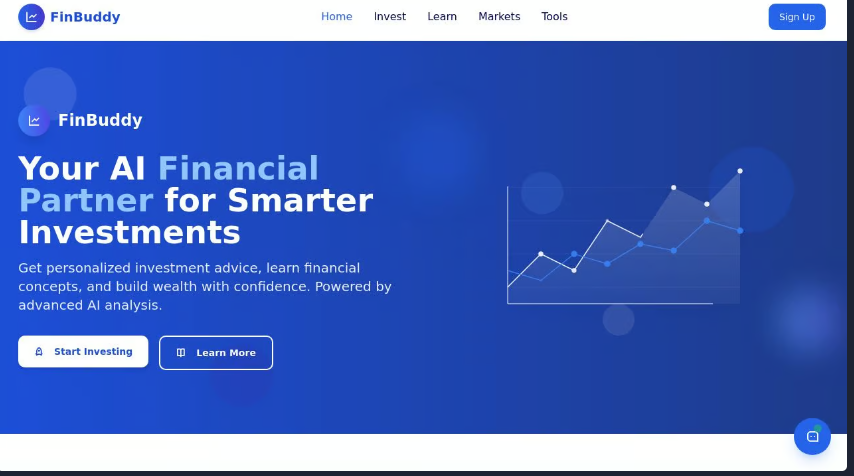 FinBuddy
Home Invest Learn Markets Tools
Sign Up
FinBuddy
Your AI Financial
Partner for Smarter
Investments
Get personalized investment advice, learn financial
concepts, and build wealth with confidence. Powered by
advanced AI analysis.
Start Investing
Learn More